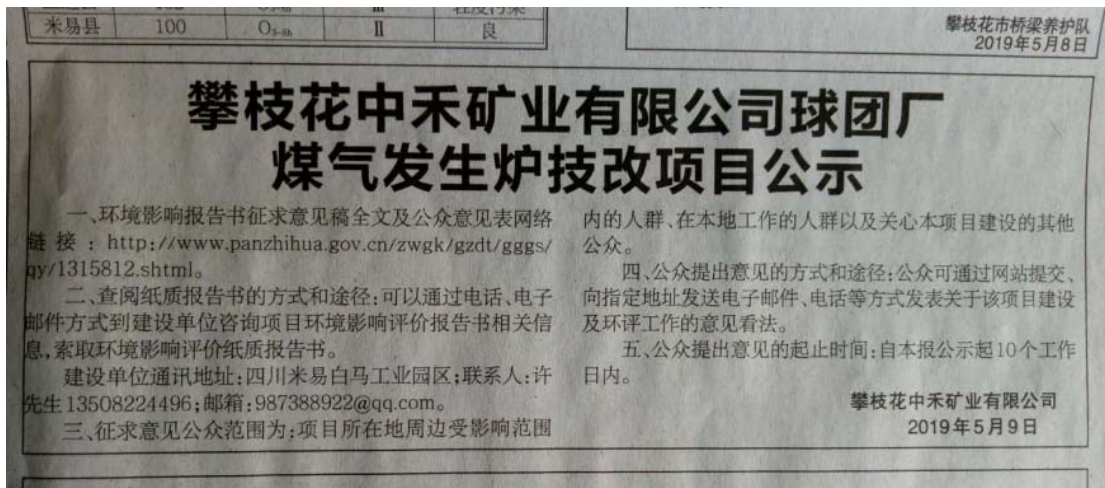 米易县 100 O₃₋₈ₕ Ⅱ 良
攀枝花市桥梁养护队
2019年5月8日
攀枝花中禾矿业有限公司球团厂
煤气发生炉技改项目公示
一、环境影响报告书征求意见稿全文及公众意见表网络
链接：http://www.panzhihua.gov.cn/zwgk/gzdt/gggs/
qy/1315812.shtml。
二、查阅纸质报告书的方式和途径:可以通过电话、电子
邮件方式到建设单位咨询项目环境影响评价报告书相关信
息,索取环境影响评价纸质报告书。
建设单位通讯地址:四川米易白马工业园区;联系人:许
先生13508224496;邮箱:987388922@qq.com。
三、征求意见公众范围为:项目所在地周边受影响范围
内的人群、在本地工作的人群以及关心本项目建设的其他
公众。
四、公众提出意见的方式和途径:公众可通过网站提交、
向指定地址发送电子邮件、电话等方式发表关于该项目建设
及环评工作的意见看法。
五、公众提出意见的起止时间:自本报公示起10个工作
日内。
攀枝花中禾矿业有限公司
2019年5月9日